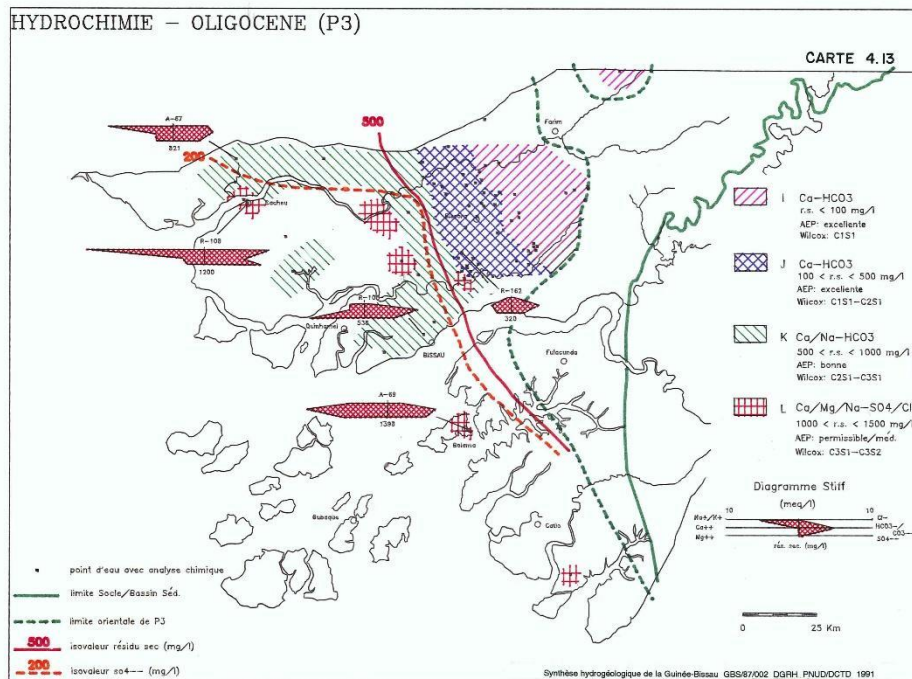 HYDROCHIMIE – OLIGOCENE (P3)
CARTE 4.13
A-67
821
500
200
Farim
Cacheu
R-108
1200
R-162
320
538
Quinhamel
BISSAU
Fulacunda
A-69
1390
Bubaque
Catio
I Ca-HCO3
r.s. < 100 mg/l
AEP: excellente
Wilcox: C1S1
J Ca-HCO3
100 < r.s. < 500 mg/l
AEP: excellente
Wilcox: C1S1-C2S1
K Ca/Na-HCO3
500 < r.s. < 1000 mg/l
AEP: bonne
Wilcox: C2S1-C3S1
L Ca/Mg/Na-SO4/Cl
1000 < r.s. < 1500 mg/l
AEP: permissible/méd.
Wilcox: C3S1-C3S2
Diagramme Stiff
(meq/l)
10 10
Na+/K+ Cl-
Ca++ HCO3-/CO3--
Mg++ SO4--
rés. sec. (mg/l)
point d'eau avec analyse chimique
limite Socle/Bassin Séd.
limite orientale de P3
500 isovaleur résidu sec (mg/l)
200 isovaleur so4-- (mg/l)
0 25 Km
Synthèse hydrogéologique de la Guinée-Bissau GBS/87/002 DGRH PNUD/DCTD 1991